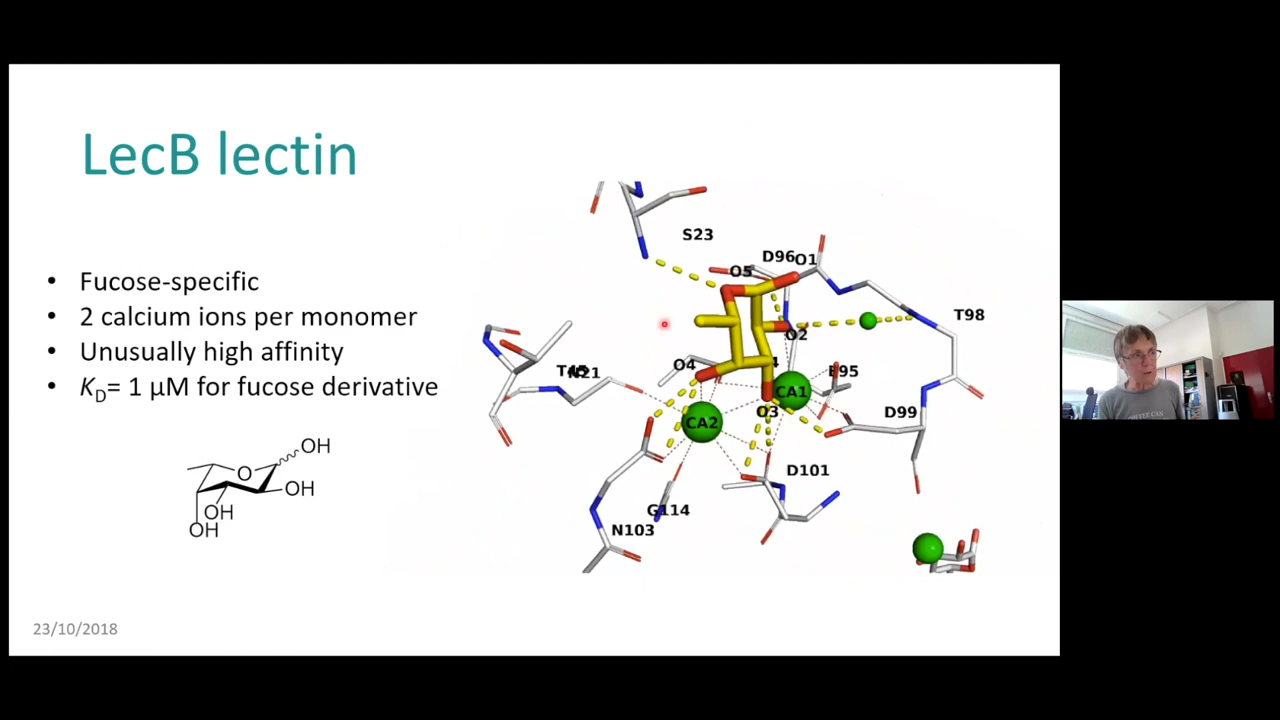 LecB lectin
• Fucose-specific
• 2 calcium ions per monomer
• Unusually high affinity
• KD= 1 µM for fucose derivative
S23
D96
O1
O5
T98
O2
O4
E95
CA1
D99
O3
CA2
D101
G114
N103
O
OH
OH
OH
OH
23/10/2018